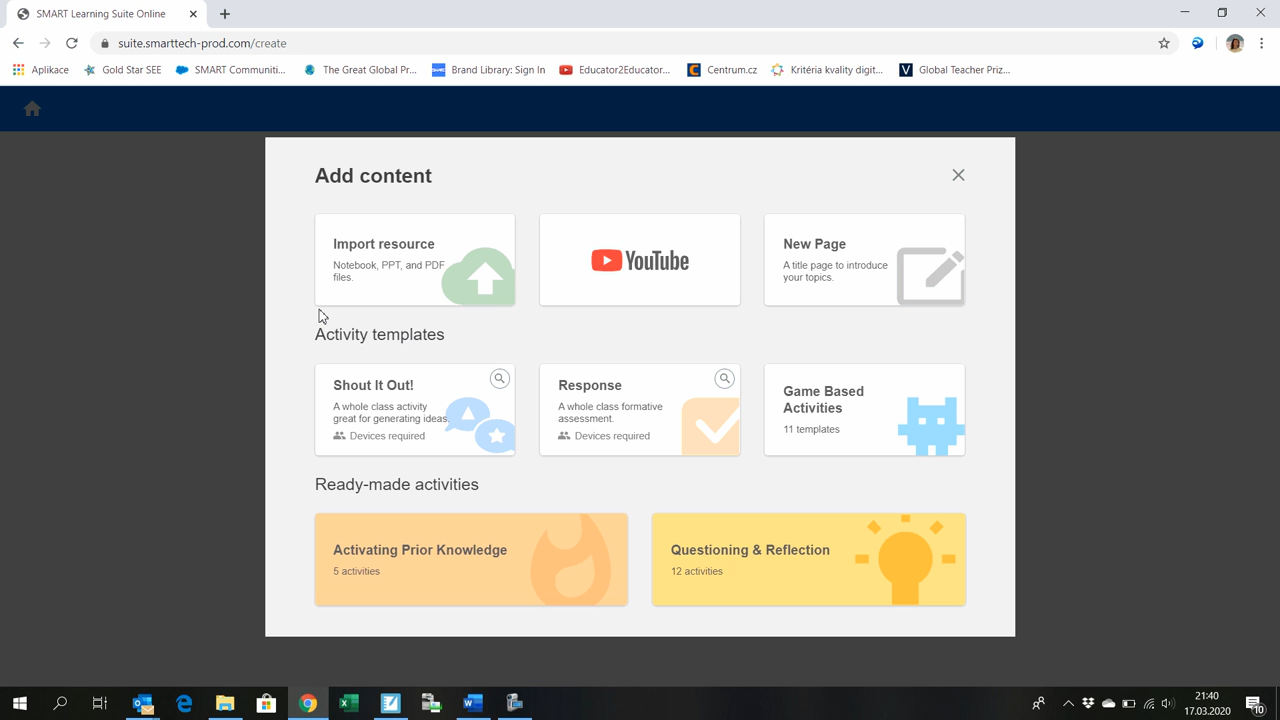 SMART Learning Suite Online
suite.smarttech-prod.com/create
Aplikace
Gold Star SEE
SMART Communiti...
The Great Global Pr...
Brand Library: Sign In
Educator2Educator...
Centrum.cz
Kritéria kvality digit...
Global Teacher Priz...
Add content
Import resource
Notebook, PPT, and PDF
files.
YouTube
New Page
A title page to introduce
your topics.
Activity templates
Shout It Out!
A whole class activity
great for generating ideas.
Devices required
Response
A whole class formative
assessment.
Devices required
Game Based
Activities
11 templates
Ready-made activities
Activating Prior Knowledge
5 activities
Questioning & Reflection
12 activities
21:40
17.03.2020
10